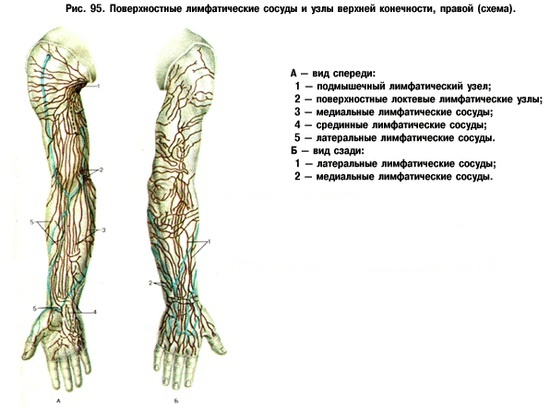 Рис. 95. Поверхностные лимфатические сосуды и узлы верхней конечности, правой (схема).
А — вид спереди:
1 — подмышечный лимфатический узел;
2 — поверхностные локтевые лимфатические узлы;
3 — медиальные лимфатические сосуды;
4 — срединные лимфатические сосуды;
5 — латеральные лимфатические сосуды.
Б — вид сзади:
1 — латеральные лимфатические сосуды;
2 — медиальные лимфатические сосуды.
1
2
5
3
5
4
А
1
2
Б